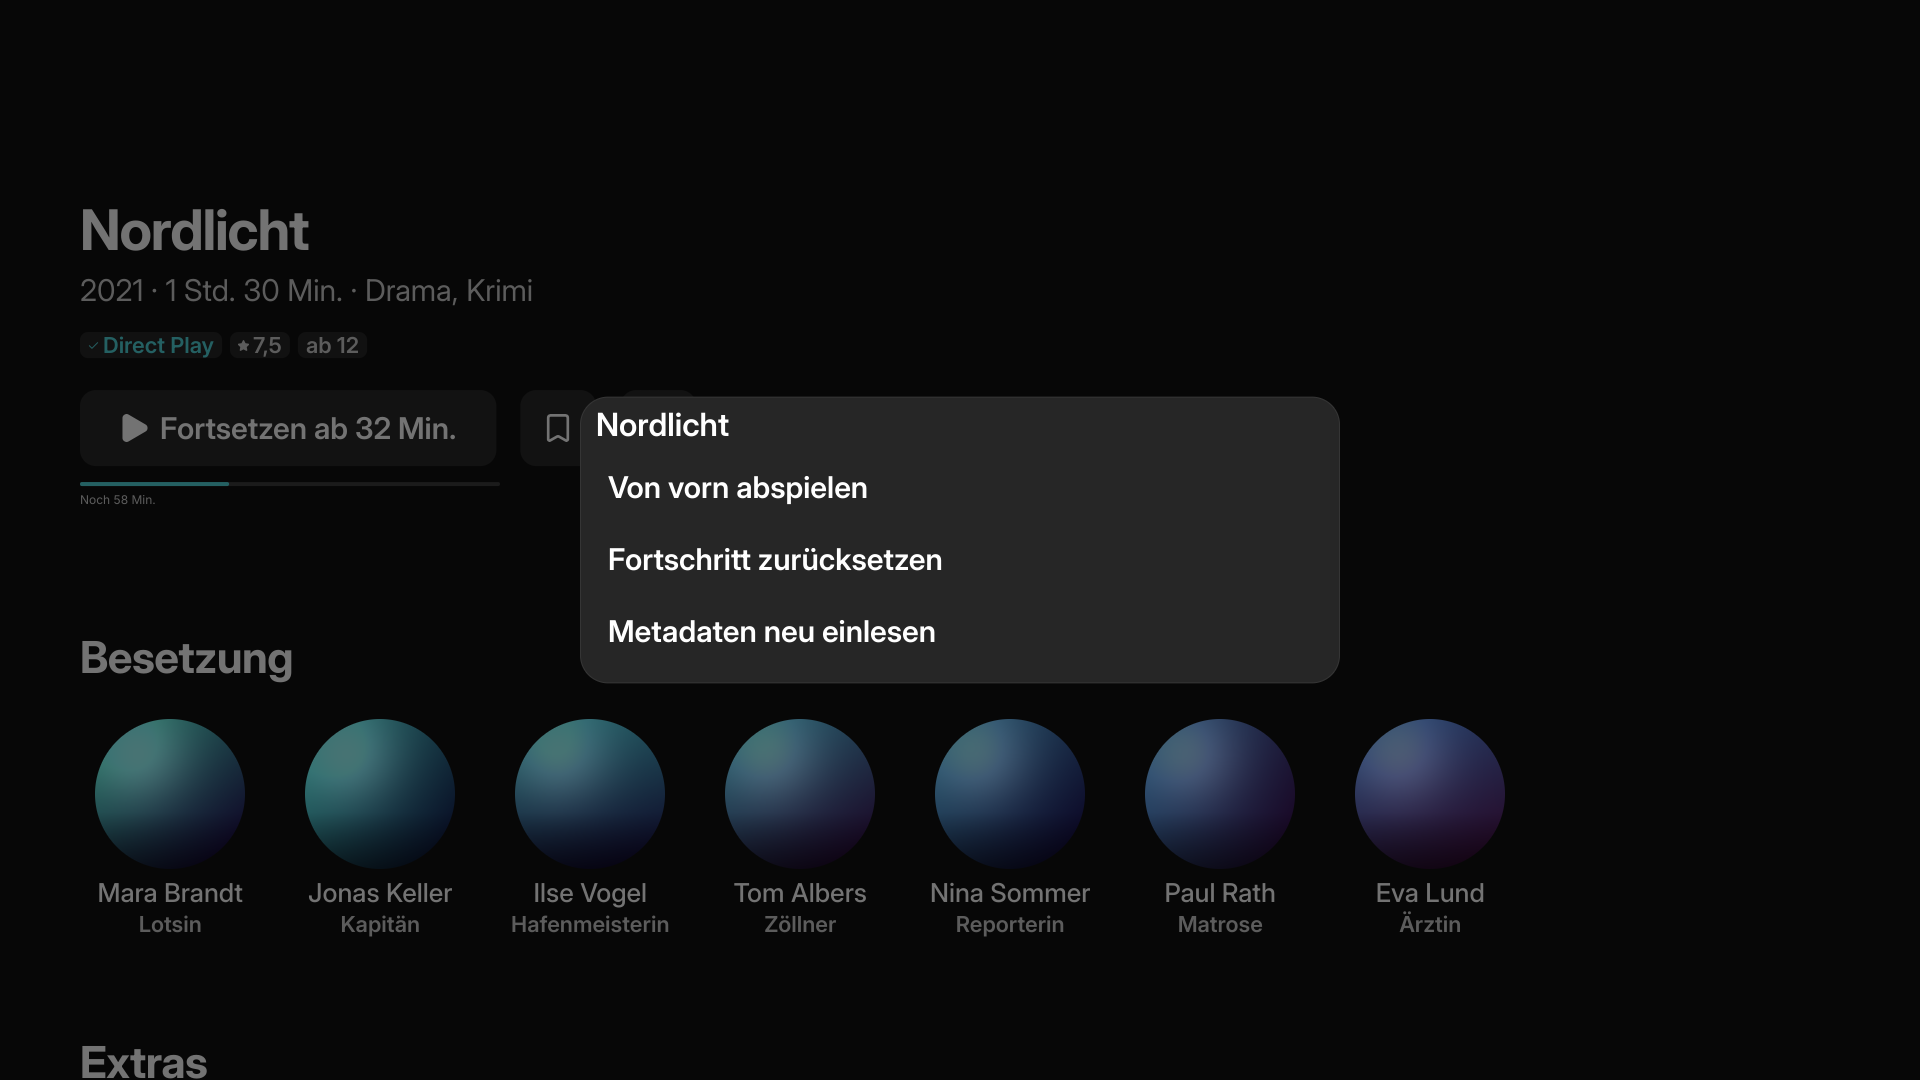 Nordlicht
2021 · 1 Std. 30 Min. · Drama, Krimi
Direct Play
7,5
ab 12
Fortsetzen ab 32 Min.
Noch 58 Min.
Nordlicht
Von vorn abspielen
Fortschritt zurücksetzen
Metadaten neu einlesen
Besetzung
Mara Brandt
Lotsin
Jonas Keller
Kapitän
Ilse Vogel
Hafenmeisterin
Tom Albers
Zöllner
Nina Sommer
Reporterin
Paul Rath
Matrose
Eva Lund
Ärztin
Extras